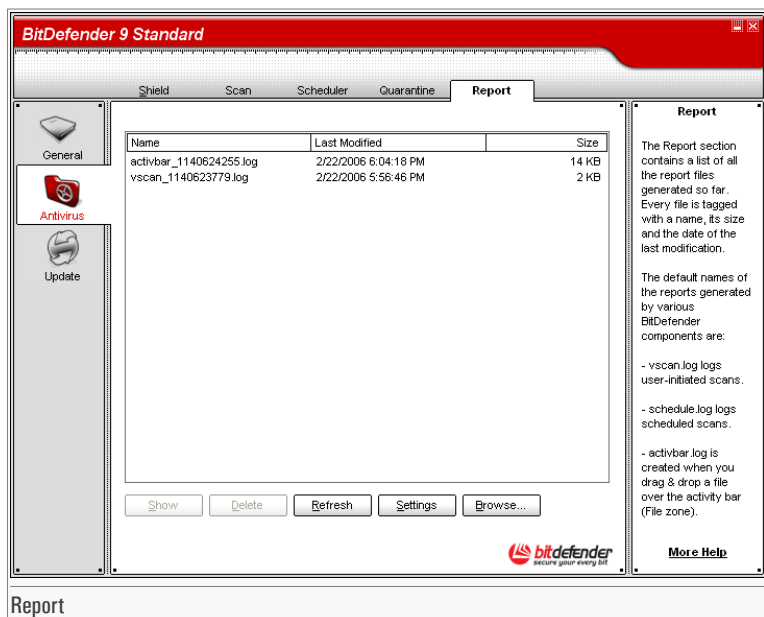 BitDefender 9 Standard
Shield Scan Scheduler Quarantine Report
General
Antivirus
Update
Name Last Modified Size
activbar_1140624255.log 2/22/2006 6:04:18 PM 14 KB
vscan_1140623779.log 2/22/2006 5:56:46 PM 2 KB
Show Delete Refresh Settings Browse...
bitdefender
secure your every bit
Report
The Report section
contains a list of all
the report files
generated so far.
Every file is tagged
with a name, its size
and the date of the
last modification.
The default names of
the reports generated
by various
BitDefender
components are:
- vscan.log logs
user-initiated scans.
- schedule.log logs
scheduled scans.
- activbar.log is
created when you
drag & drop a file
over the activity bar
(File zone).
More Help
Report